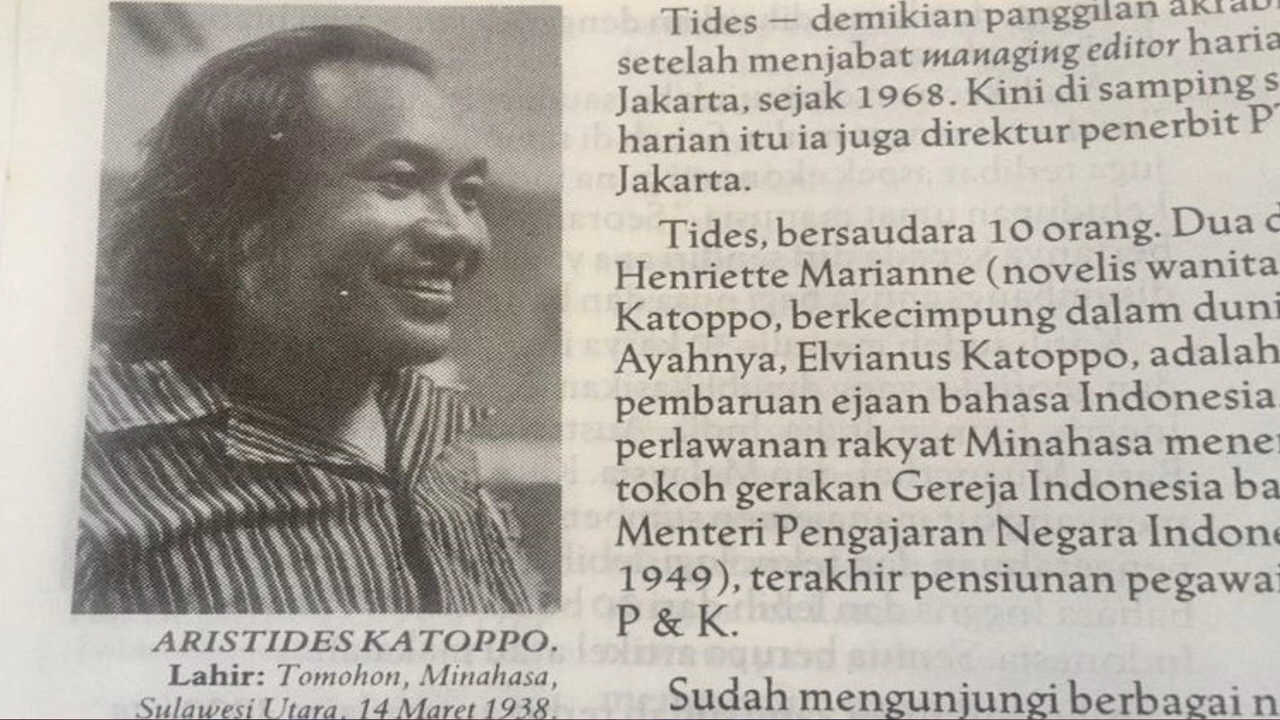 Tides — demikian panggilan akrab
setelah menjabat managing editor haria
Jakarta, sejak 1968. Kini di samping s
harian itu ia juga direktur penerbit P
Jakarta.
Tides, bersaudara 10 orang. Dua d
Henriette Marianne (novelis wanita
Katoppo, berkecimpung dalam duni
Ayahnya, Elvianus Katoppo, adalah
pembaruan ejaan bahasa Indonesia
perlawanan rakyat Minahasa mene
tokoh gerakan Gereja Indonesia ba
Menteri Pengajaran Negara Indone
1949), terakhir pensiunan pegawai
P & K.
Sudah mengunjungi berbagai n
ARISTIDES KATOPPO.
Lahir: Tomohon, Minahasa,
Sulawesi Utara, 14 Maret 1938.